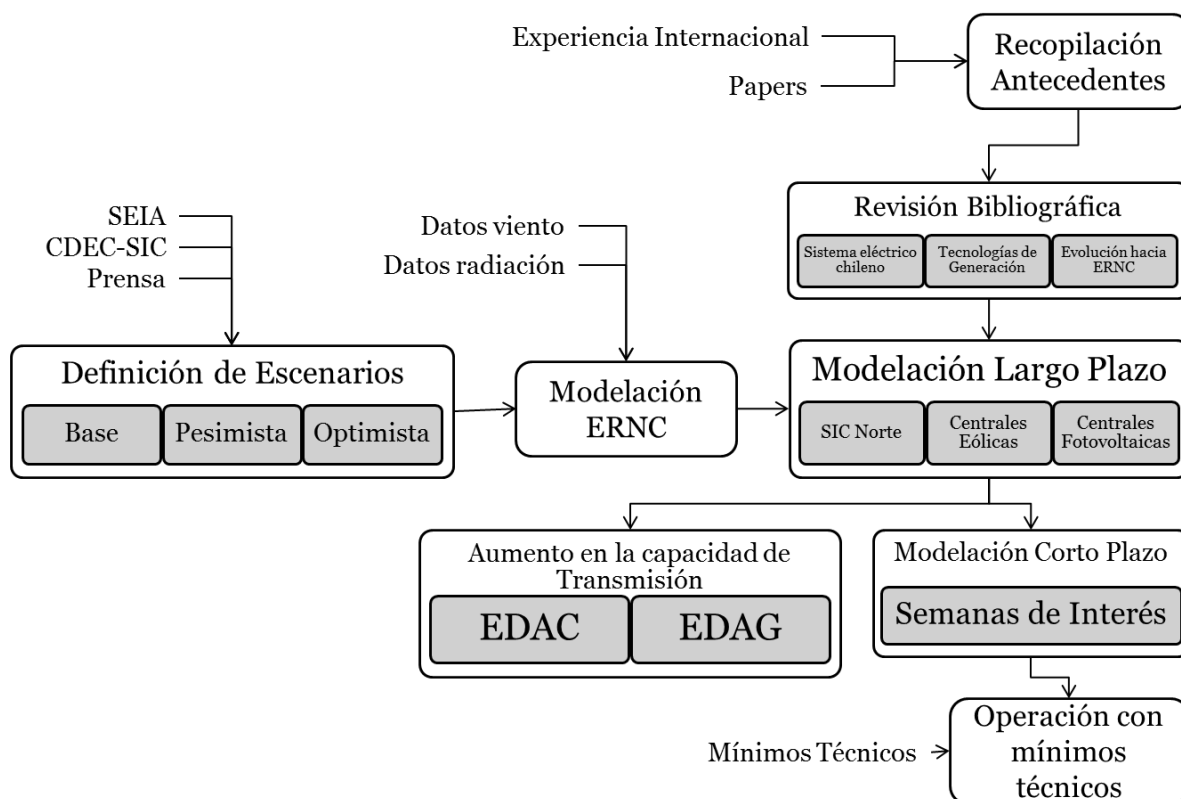 Experiencia Internacional
Papers
Recopilación
Antecedentes
Revisión Bibliográfica
Sistema eléctrico
chileno
Tecnologías de
Generación
Evolución hacia
ERNC
SEIA
CDEC-SIC
Prensa
Datos viento
Datos radiación
Definición de Escenarios
Base
Pesimista
Optimista
Modelación
ERNC
Modelación Largo Plazo
SIC Norte
Centrales
Eólicas
Centrales
Fotovoltaicas
Aumento en la capacidad de
Transmisión
EDAC
EDAG
Modelación Corto Plazo
Semanas de Interés
Mínimos Técnicos
Operación con
mínimos
técnicos